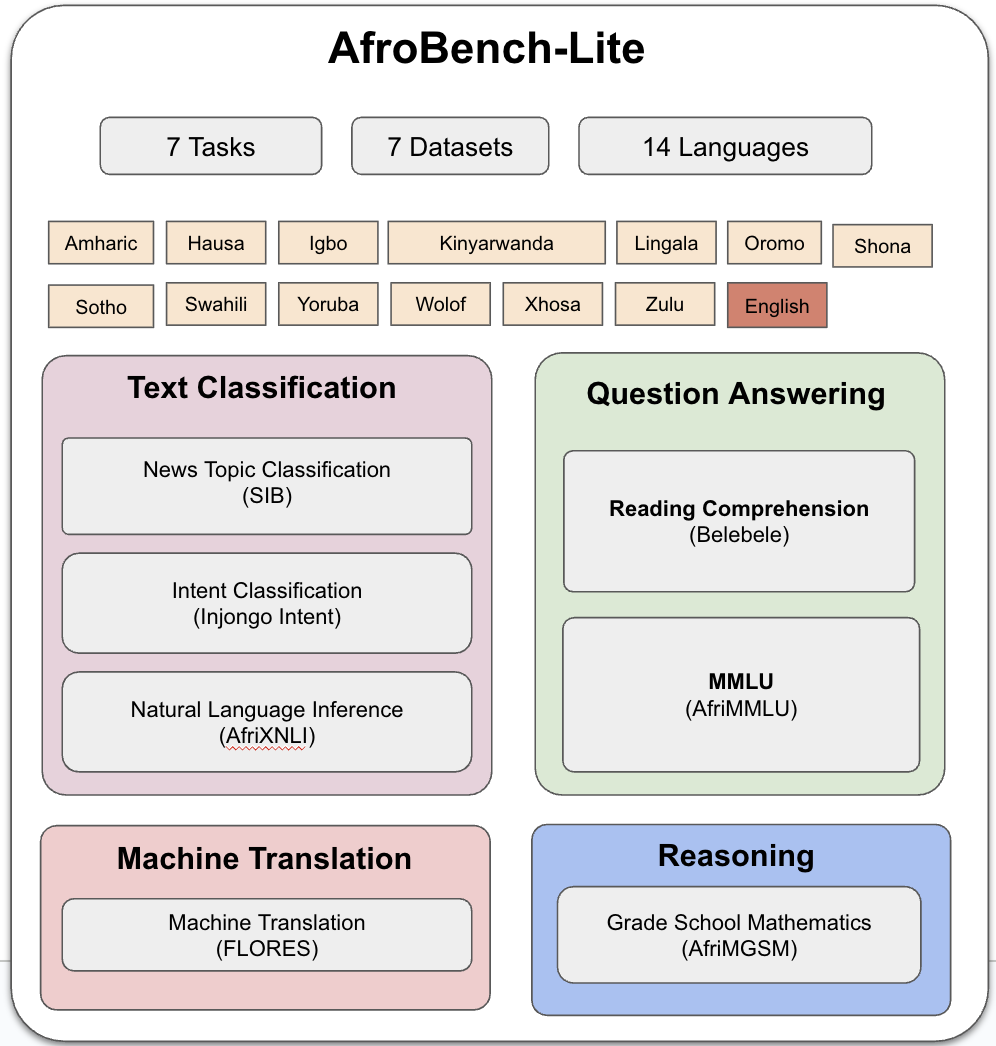 AfroBench-Lite
7 Tasks
7 Datasets
14 Languages
Amharic
Hausa
Igbo
Kinyarwanda
Lingala
Oromo
Shona
Sotho
Swahili
Yoruba
Wolof
Xhosa
Zulu
English
Text Classification
News Topic Classification
(SIB)
Intent Classification
(Injongo Intent)
Natural Language Inference
(AfriXNLI)
Question Answering
Reading Comprehension
(Belebele)
MMLU
(AfriMMLU)
Machine Translation
Machine Translation
(FLORES)
Reasoning
Grade School Mathematics
(AfriMGSM)